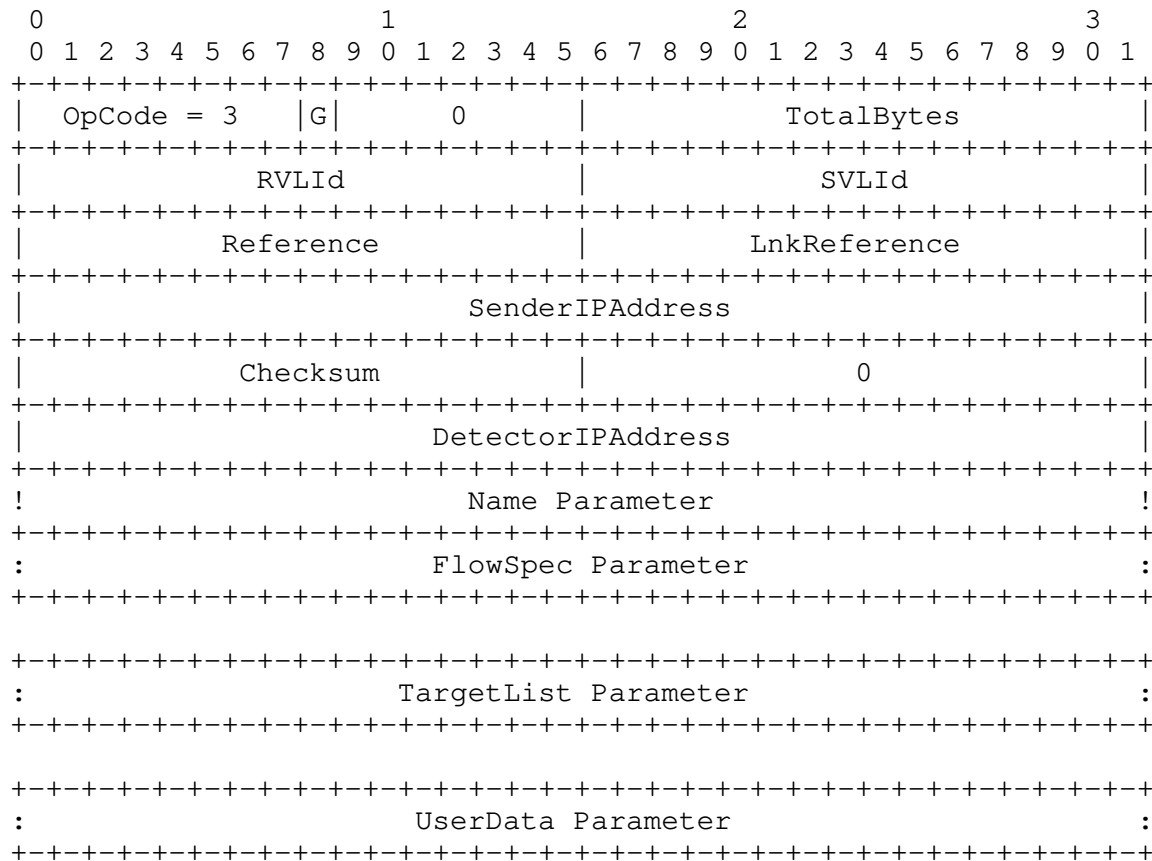 0                   1                   2                   3
 0 1 2 3 4 5 6 7 8 9 0 1 2 3 4 5 6 7 8 9 0 1 2 3 4 5 6 7 8 9 0 1
+-+-+-+-+-+-+-+-+-+-+-+-+-+-+-+-+-+-+-+-+-+-+-+-+-+-+-+-+-+-+-+-+
|  OpCode = 3   |G|      0      |           TotalBytes          |
+-+-+-+-+-+-+-+-+-+-+-+-+-+-+-+-+-+-+-+-+-+-+-+-+-+-+-+-+-+-+-+-+
|             RVLId             |             SVLId             |
+-+-+-+-+-+-+-+-+-+-+-+-+-+-+-+-+-+-+-+-+-+-+-+-+-+-+-+-+-+-+-+-+
|           Reference           |         LnkReference          |
+-+-+-+-+-+-+-+-+-+-+-+-+-+-+-+-+-+-+-+-+-+-+-+-+-+-+-+-+-+-+-+-+
|                         SenderIPAddress                       |
+-+-+-+-+-+-+-+-+-+-+-+-+-+-+-+-+-+-+-+-+-+-+-+-+-+-+-+-+-+-+-+-+
|            Checksum           |               0               |
+-+-+-+-+-+-+-+-+-+-+-+-+-+-+-+-+-+-+-+-+-+-+-+-+-+-+-+-+-+-+-+-+
|                       DetectorIPAddress                       |
+-+-+-+-+-+-+-+-+-+-+-+-+-+-+-+-+-+-+-+-+-+-+-+-+-+-+-+-+-+-+-+-+
!                         Name Parameter                        !
+-+-+-+-+-+-+-+-+-+-+-+-+-+-+-+-+-+-+-+-+-+-+-+-+-+-+-+-+-+-+-+-+
:                       FlowSpec Parameter                      :
+-+-+-+-+-+-+-+-+-+-+-+-+-+-+-+-+-+-+-+-+-+-+-+-+-+-+-+-+-+-+-+-+

+-+-+-+-+-+-+-+-+-+-+-+-+-+-+-+-+-+-+-+-+-+-+-+-+-+-+-+-+-+-+-+-+
:                     TargetList Parameter                      :
+-+-+-+-+-+-+-+-+-+-+-+-+-+-+-+-+-+-+-+-+-+-+-+-+-+-+-+-+-+-+-+-+

+-+-+-+-+-+-+-+-+-+-+-+-+-+-+-+-+-+-+-+-+-+-+-+-+-+-+-+-+-+-+-+-+
:                      UserData Parameter                       :
+-+-+-+-+-+-+-+-+-+-+-+-+-+-+-+-+-+-+-+-+-+-+-+-+-+-+-+-+-+-+-+-+